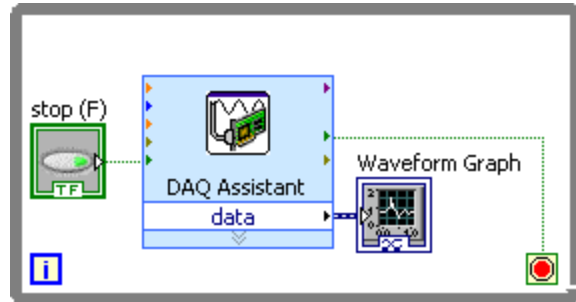 stop (F)
TF
DAQ Assistant
data
Waveform Graph
i